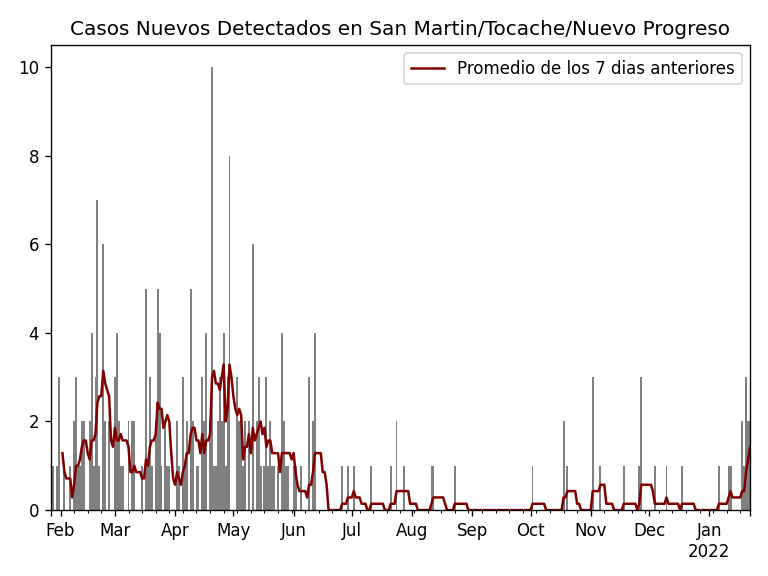 Casos Nuevos Detectados en San Martin/Tocache/Nuevo Progreso
Promedio de los 7 dias anteriores
10
8
6
4
2
0
Feb Mar Apr May Jun Jul Aug Sep Oct Nov Dec Jan
2022